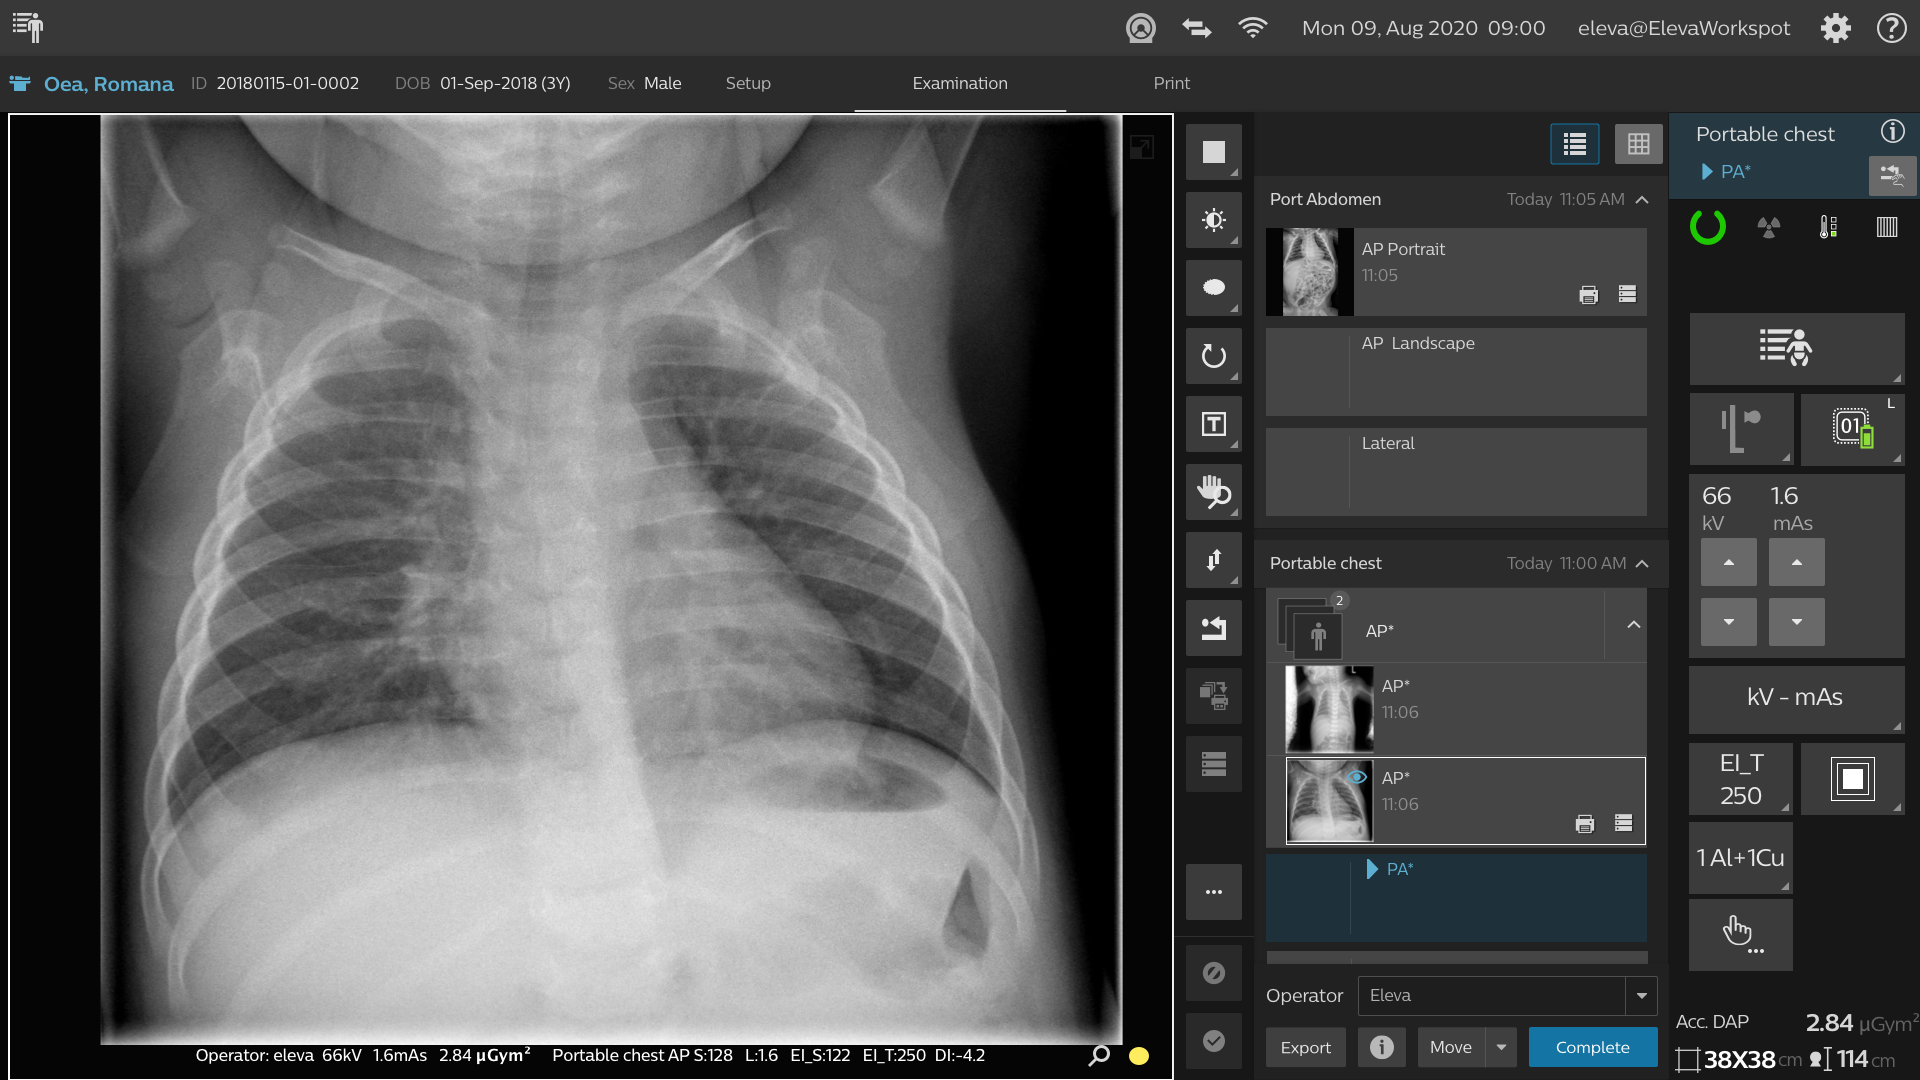 Mon 09, Aug 2020 09:00 eleva@ElevaWorkspot ?
Oea, Romana ID 20180115-01-0002 DOB 01-Sep-2018 (3Y) Sex Male Setup Examination Print
Operator: eleva 66kV 1.6mAs 2.84 µGym² Portable chest AP S:128 L:1.6 EI_S:122 EI_T:250 DI:-4.2
T
Port Abdomen Today 11:05 AM
AP Portrait
11:05
AP Landscape
Lateral
Portable chest Today 11:00 AM
2
AP*
L
AP*
11:06
AP*
11:06
PA*
Operator Eleva
Export i Move Complete
Portable chest i
PA*
L
01
66 1.6
kV mAs
kV - mAs
EI_T
250
1 Al+1Cu
Acc. DAP 2.84 µGym²
38X38 cm 114 cm